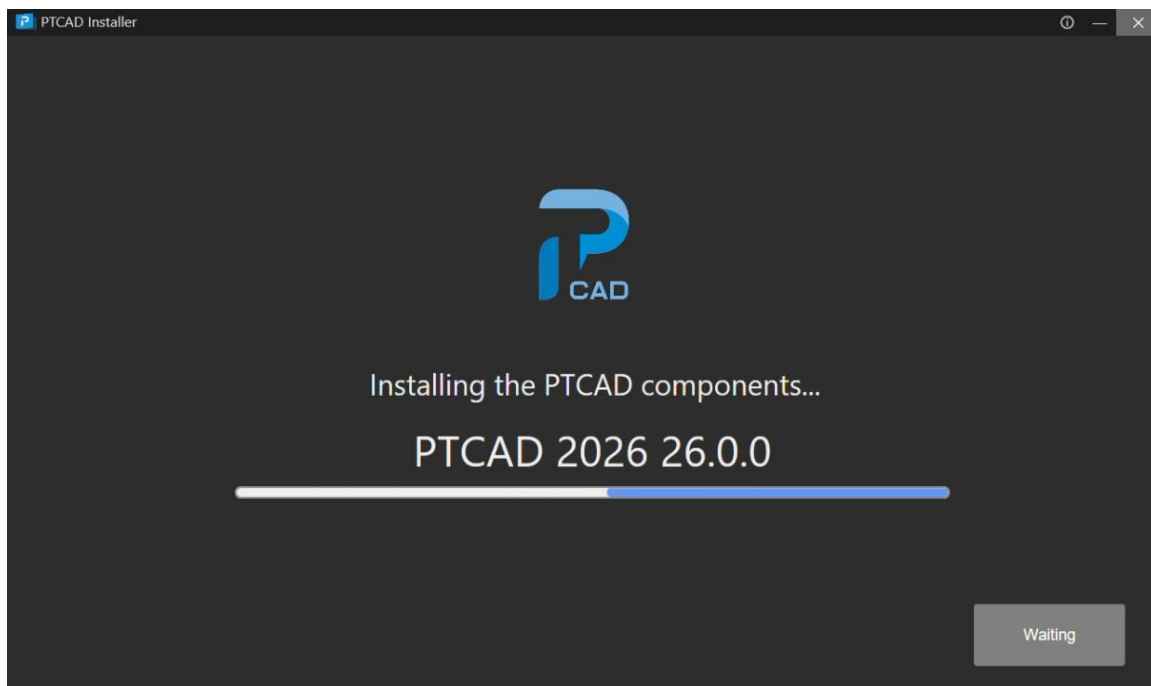 PTCAD Installer
CAD
Installing the PTCAD components...
PTCAD 2026 26.0.0
Waiting